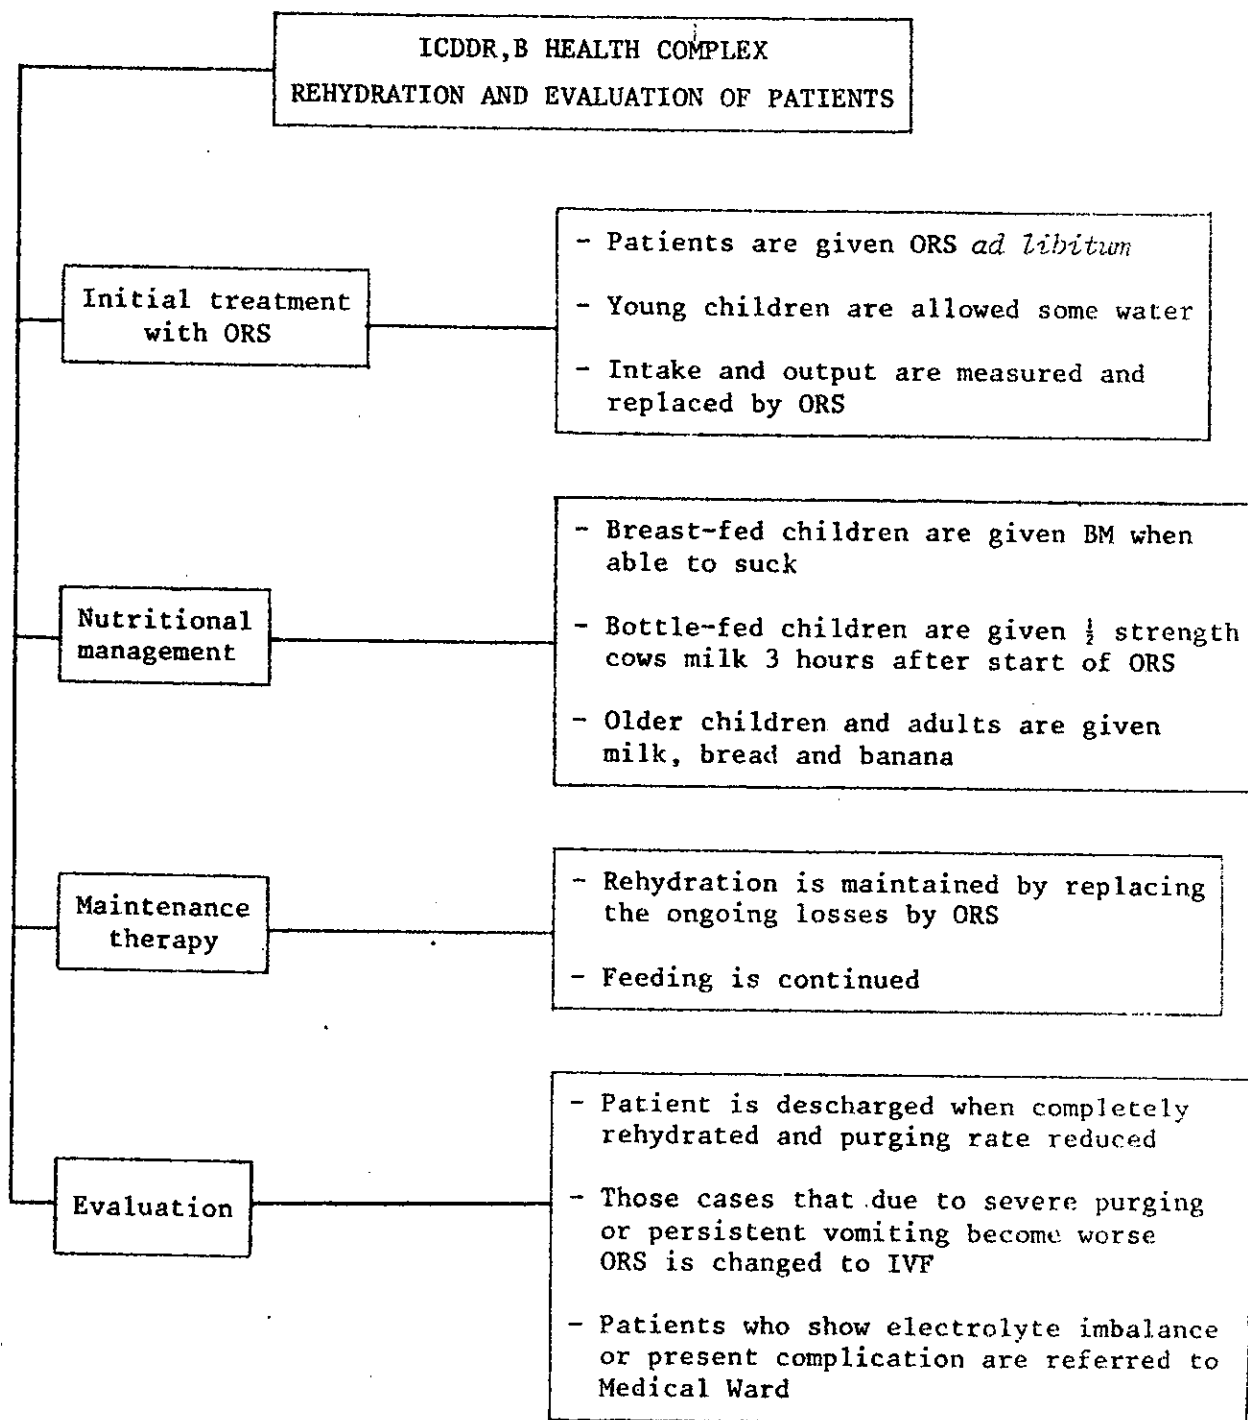 ICDDR,B HEALTH COMPLEX
REHYDRATION AND EVALUATION OF PATIENTS
Initial treatment
with ORS
- Patients are given ORS ad libitum
- Young children are allowed some water
- Intake and output are measured and
replaced by ORS
Nutritional
management
- Breast-fed children are given BM when
able to suck
- Bottle-fed children are given ½ strength
cows milk 3 hours after start of ORS
- Older children and adults are given
milk, bread and banana
Maintenance
therapy
- Rehydration is maintained by replacing
the ongoing losses by ORS
- Feeding is continued
Evaluation
- Patient is descharged when completely
rehydrated and purging rate reduced
- Those cases that due to severe purging
or persistent vomiting become worse
ORS is changed to IVF
- Patients who show electrolyte imbalance
or present complication are referred to
Medical Ward